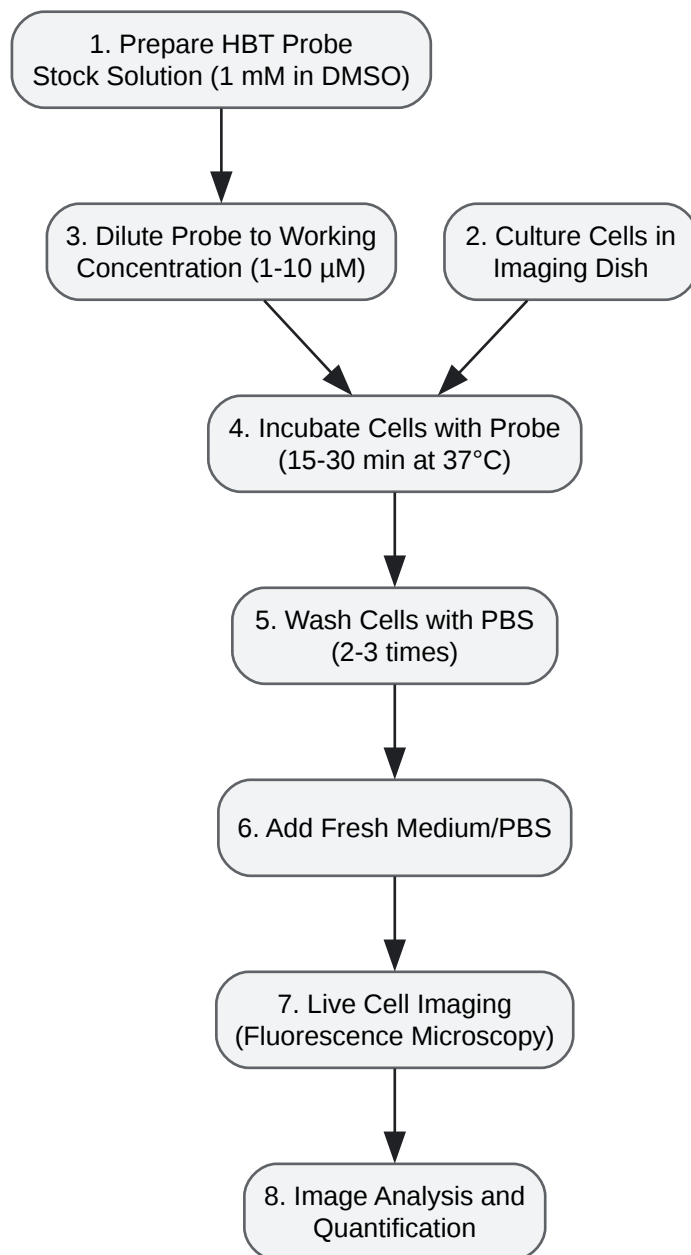 1. Prepare HBT Probe
Stock Solution (1 mM in DMSO)
3. Dilute Probe to Working
Concentration (1-10 µM)
2. Culture Cells in
Imaging Dish
4. Incubate Cells with Probe
(15-30 min at 37°C)
5. Wash Cells with PBS
(2-3 times)
6. Add Fresh Medium/PBS
7. Live Cell Imaging
(Fluorescence Microscopy)
8. Image Analysis and
Quantification